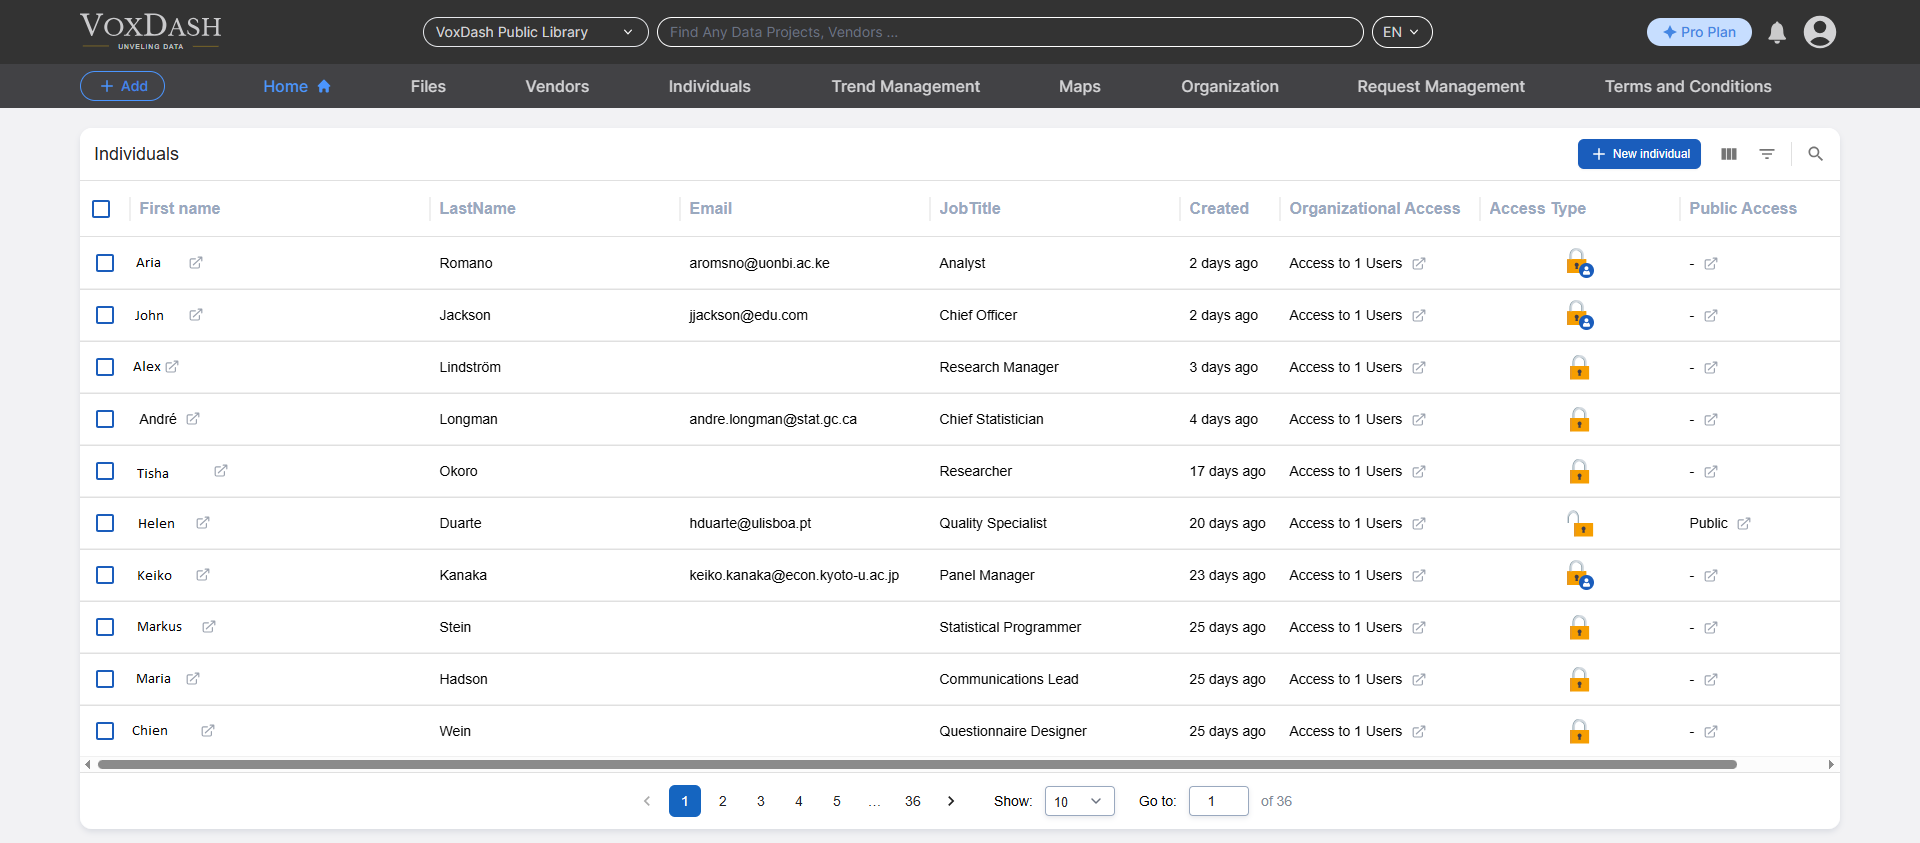 VOXDASH
UNVELING DATA
VoxDash Public Library
Find Any Data Projects, Vendors ...
EN
Pro Plan
+ Add
Home
Files
Vendors
Individuals
Trend Management
Maps
Organization
Request Management
Terms and Conditions
Individuals
+ New individual
First name LastName Email JobTitle Created Organizational Access Access Type Public Access
Aria Romano aromsno@uonbi.ac.ke Analyst 2 days ago Access to 1 Users -
John Jackson jjackson@edu.com Chief Officer 2 days ago Access to 1 Users -
Alex Lindström Research Manager 3 days ago Access to 1 Users -
André Longman andre.longman@stat.gc.ca Chief Statistician 4 days ago Access to 1 Users -
Tisha Okoro Researcher 17 days ago Access to 1 Users -
Helen Duarte hduarte@ulisboa.pt Quality Specialist 20 days ago Access to 1 Users Public
Keiko Kanaka keiko.kanaka@econ.kyoto-u.ac.jp Panel Manager 23 days ago Access to 1 Users -
Markus Stein Statistical Programmer 25 days ago Access to 1 Users -
Maria Hadson Communications Lead 25 days ago Access to 1 Users -
Chien Wein Questionnaire Designer 25 days ago Access to 1 Users -
1 2 3 4 5 ... 36 Show: 10 Go to: 1 of 36